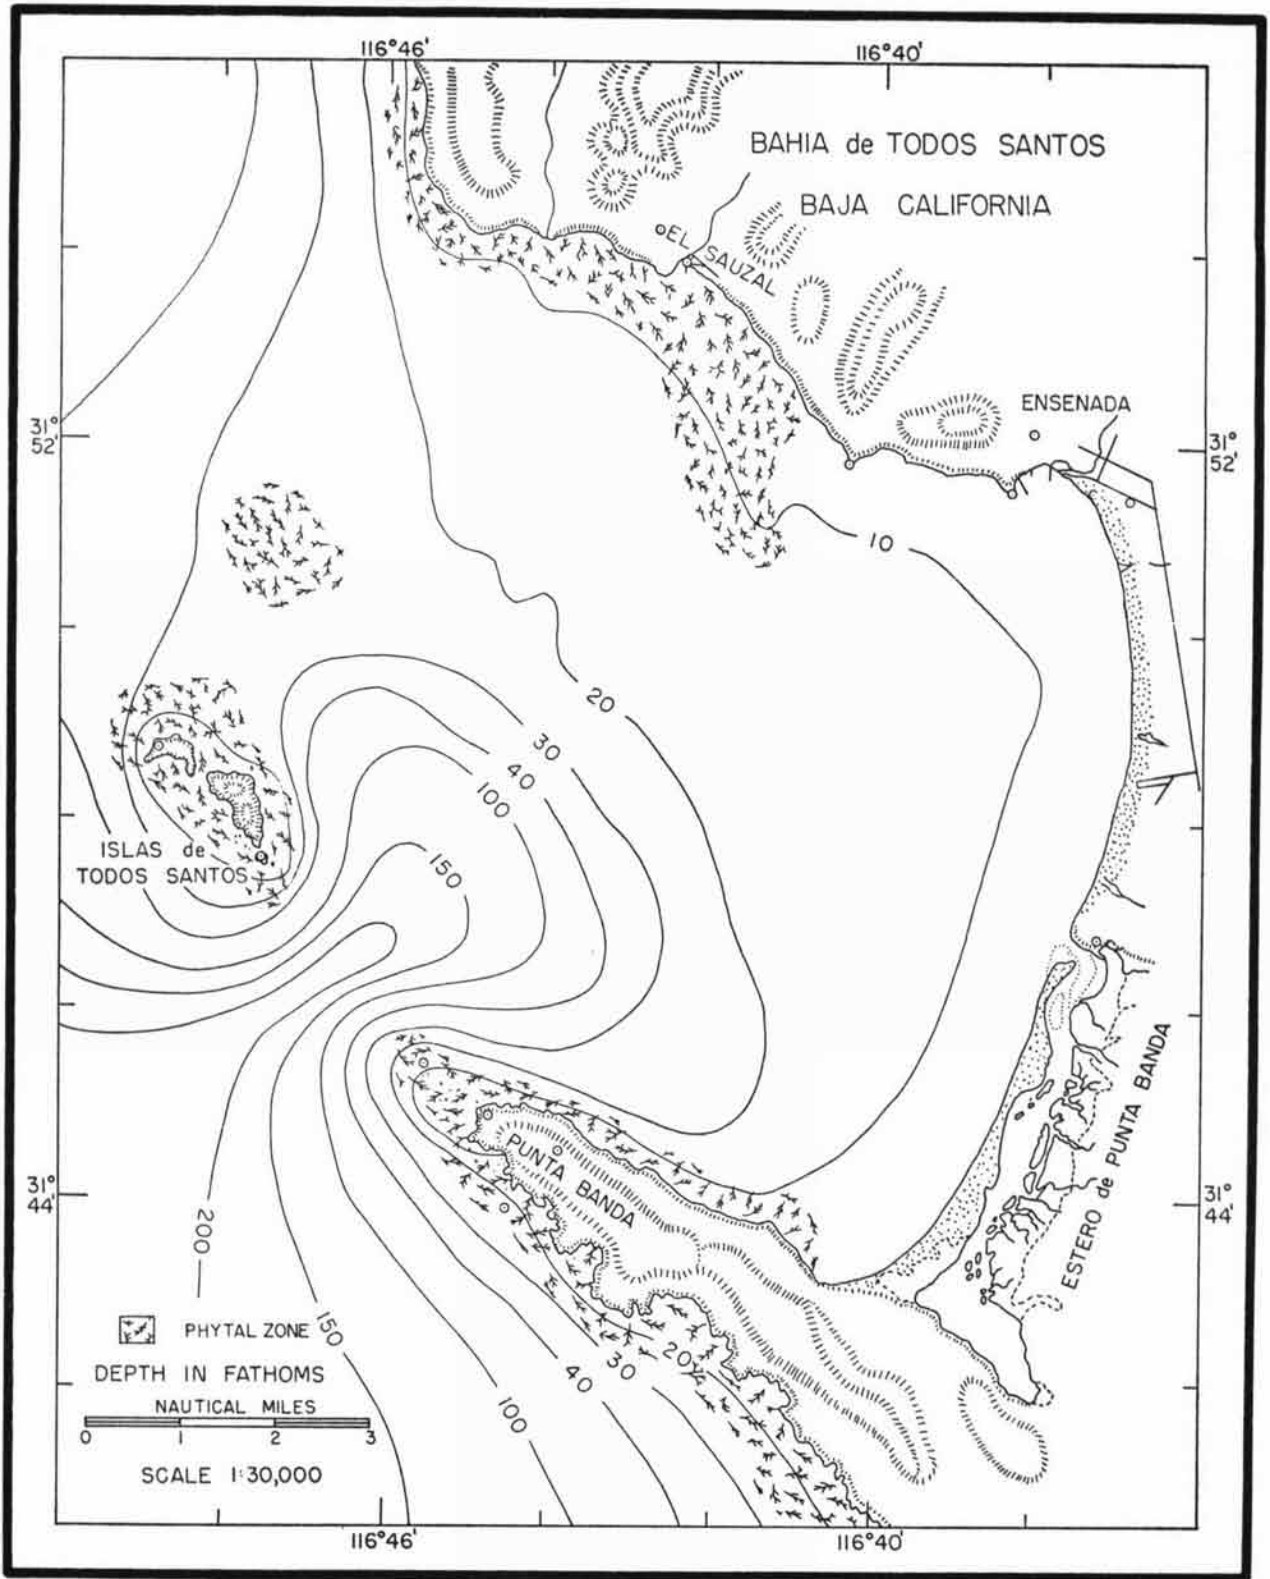 116°46'
116°40'
BAHIA de TODOS SANTOS
BAJA CALIFORNIA
EL SAUZAL
ENSENADA
31°
52'
31°
52'
10
20
30
40
100
150
ISLAS de
TODOS SANTOS
PUNTA BANDA
ESTERO de PUNTA BANDA
31°
44'
31°
44'
200
150
100
40
30
20
PHYTAL ZONE
DEPTH IN FATHOMS
NAUTICAL MILES
0 1 2 3
SCALE 1:30,000
116°46'
116°40'